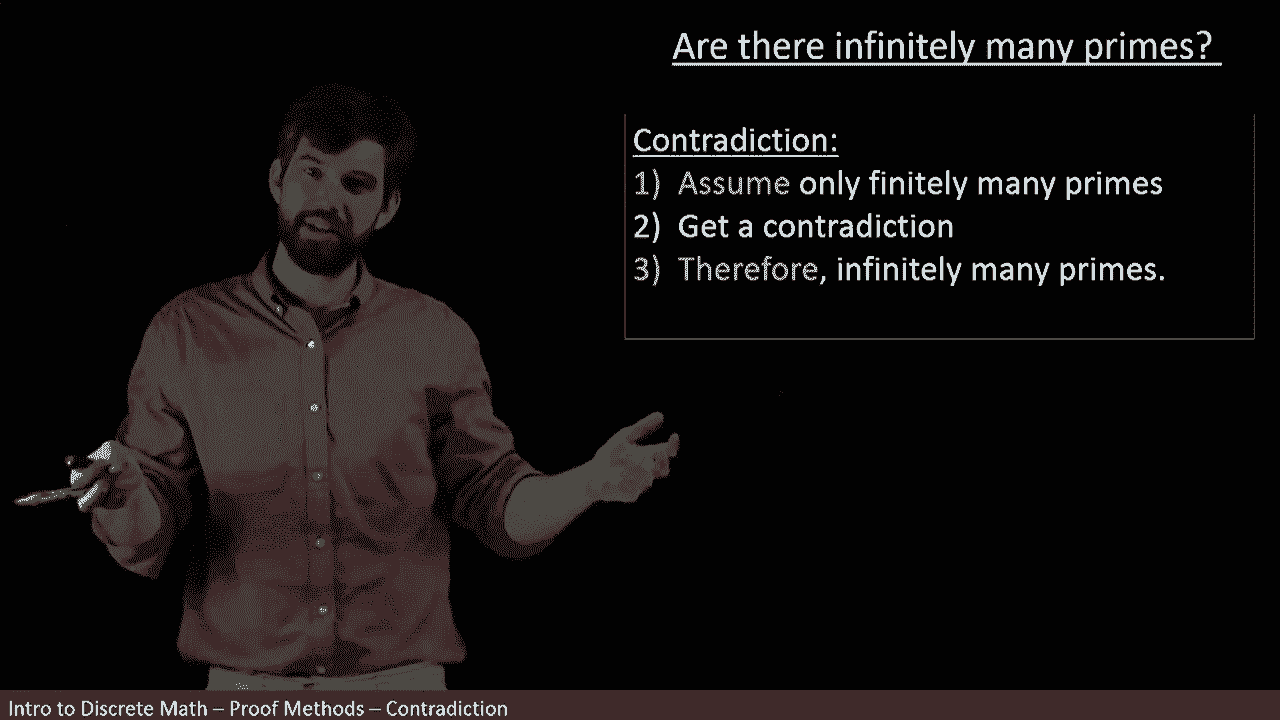 Are there infinitely many primes?
Contradiction:
1) Assume only finitely many primes
2) Get a contradiction
3) Therefore, infinitely many primes.
Intro to Discrete Math – Proof Methods – Contradiction